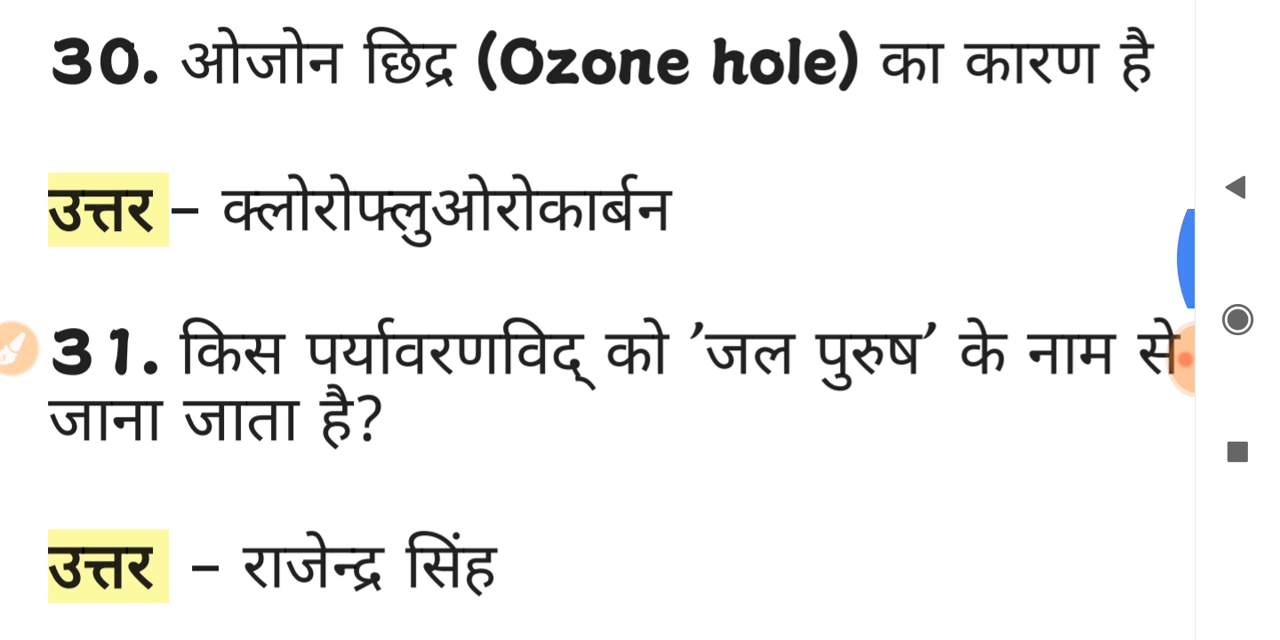 30. ओजोन छिद्र (Ozone hole) का कारण है
उत्तर – क्लोरोफ्लुओरोकार्बन
31. किस पर्यावरणविद् को ’जल पुरुष’ के नाम से
जाना जाता है?
उत्तर – राजेन्द्र सिंह